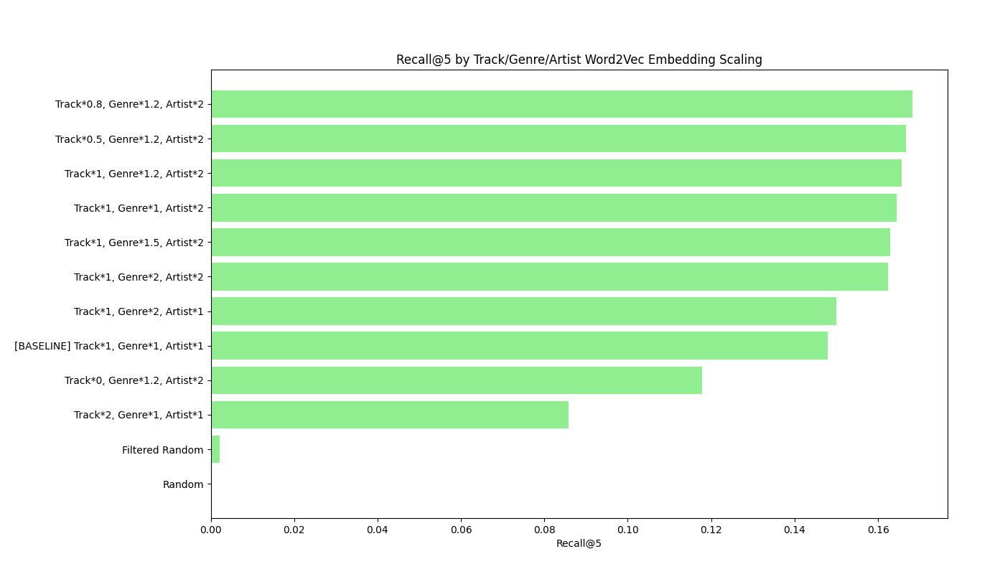 Recall@5 by Track/Genre/Artist Word2Vec Embedding Scaling
Track*0.8, Genre*1.2, Artist*2
Track*0.5, Genre*1.2, Artist*2
Track*1, Genre*1.2, Artist*2
Track*1, Genre*1, Artist*2
Track*1, Genre*1.5, Artist*2
Track*1, Genre*2, Artist*2
Track*1, Genre*2, Artist*1
[BASELINE] Track*1, Genre*1, Artist*1
Track*0, Genre*1.2, Artist*2
Track*2, Genre*1, Artist*1
Filtered Random
Random
0.00 0.02 0.04 0.06 0.08 0.10 0.12 0.14 0.16
Recall@5